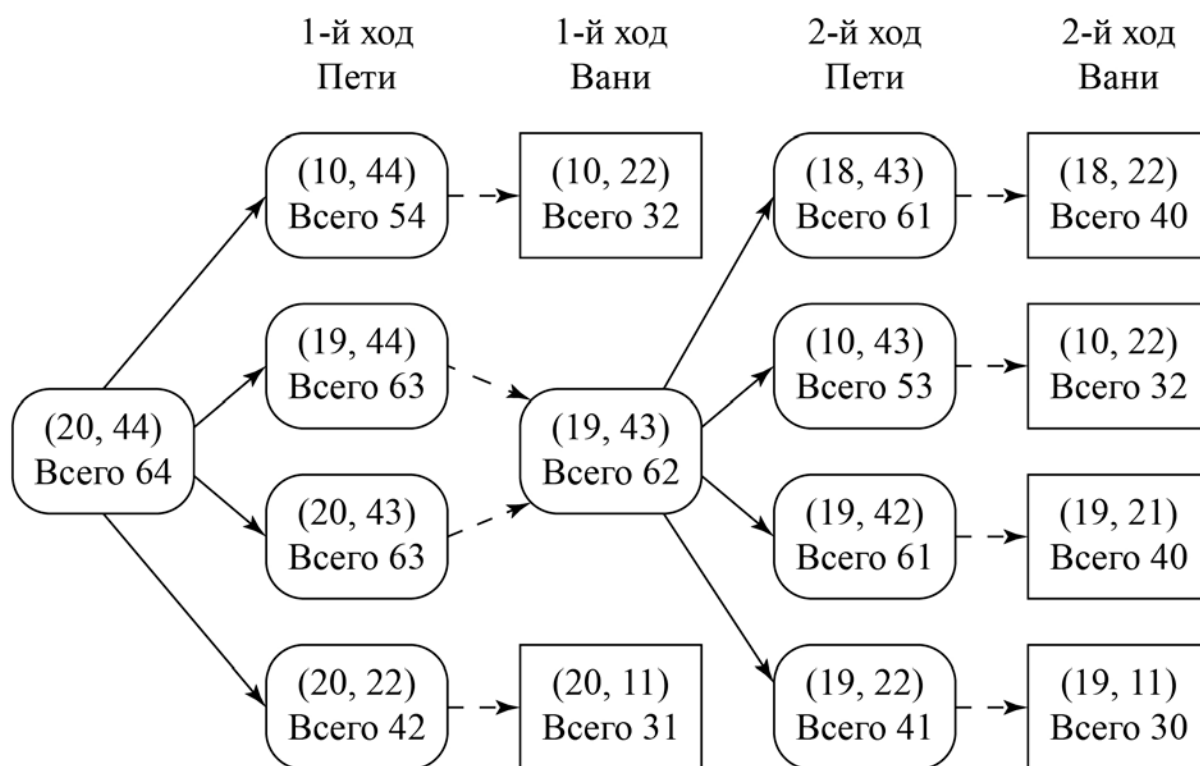 1-й ход
Пети
1-й ход
Вани
2-й ход
Пети
2-й ход
Вани
(10, 44)
Всего 54
(10, 22)
Всего 32
(18, 43)
Всего 61
(18, 22)
Всего 40
(19, 44)
Всего 63
(10, 43)
Всего 53
(10, 22)
Всего 32
(20, 44)
Всего 64
(19, 43)
Всего 62
(20, 43)
Всего 63
(19, 42)
Всего 61
(19, 21)
Всего 40
(20, 22)
Всего 42
(20, 11)
Всего 31
(19, 22)
Всего 41
(19, 11)
Всего 30